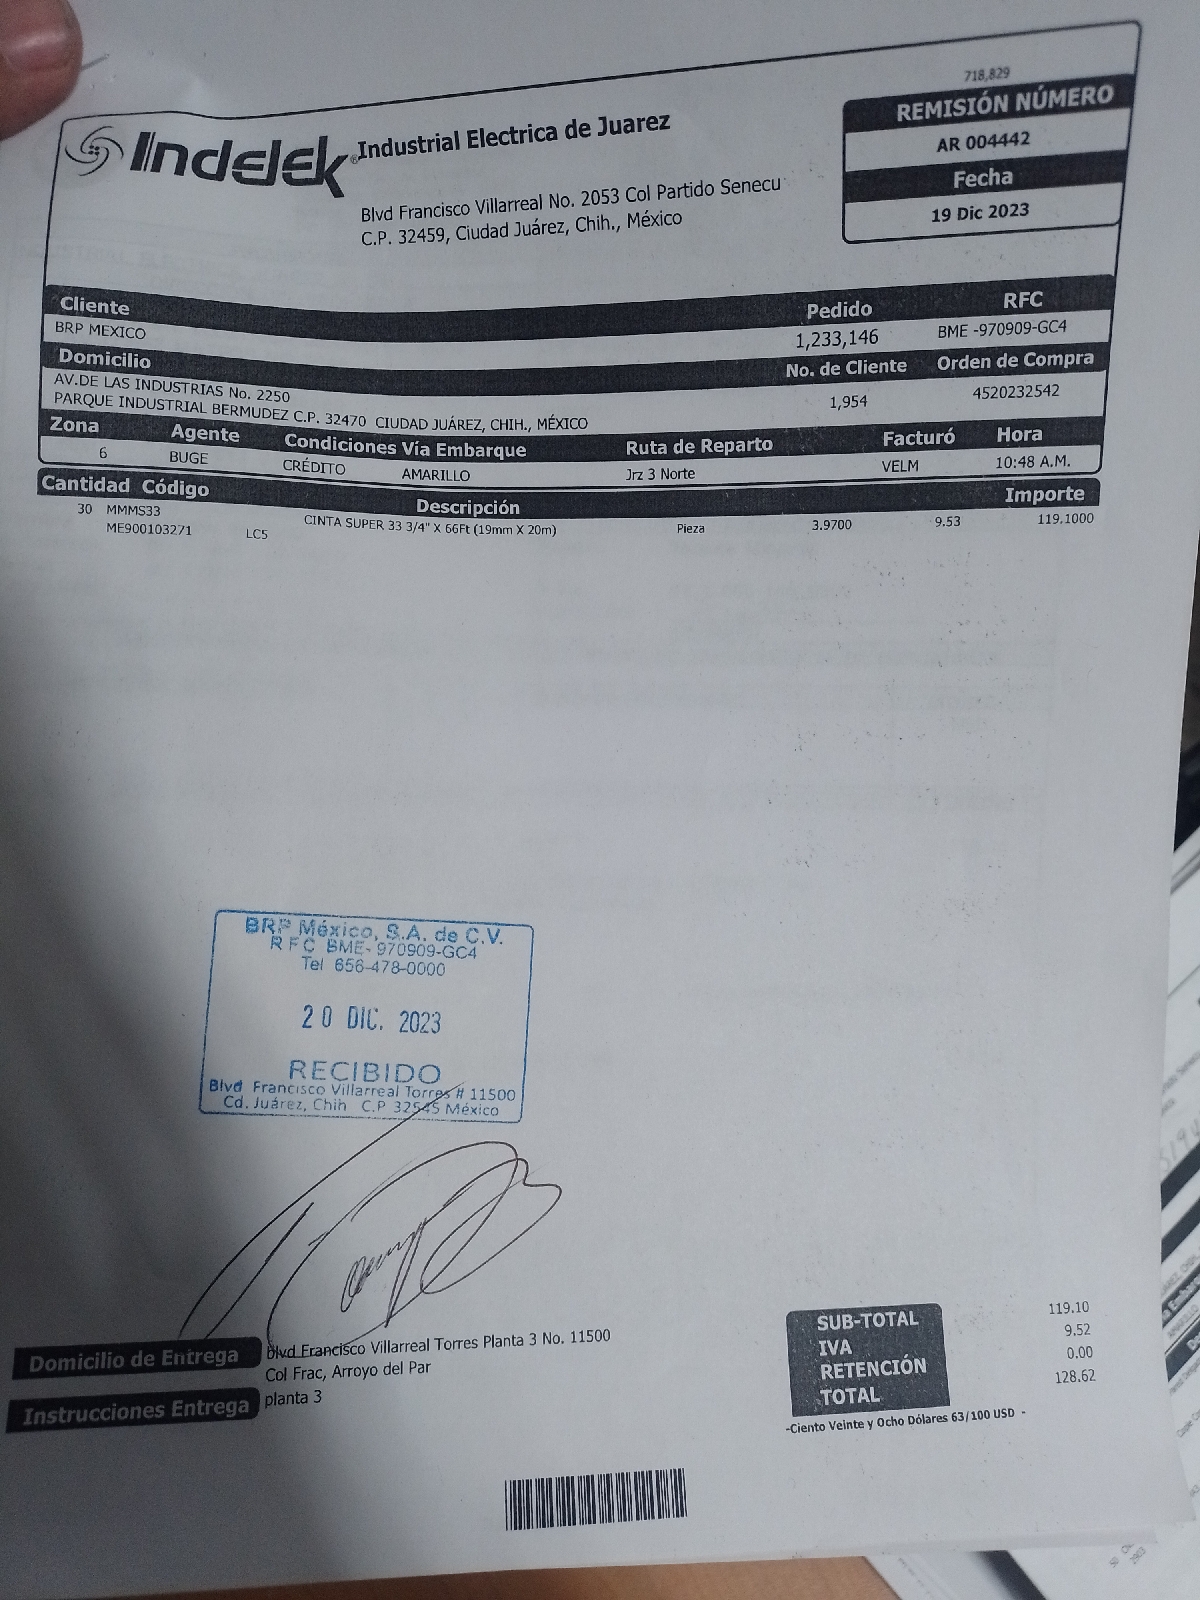 718,829
REMISIÓN NÚMERO
AR 004442
Fecha
19 Dic 2023
Indelek® Industrial Electrica de Juarez
Blvd Francisco Villarreal No. 2053 Col Partido Senecu
C.P. 32459, Ciudad Juárez, Chih., México
Cliente Pedido RFC
BRP MEXICO 1,233,146 BME -970909-GC4
Domicilio No. de Cliente Orden de Compra
AV.DE LAS INDUSTRIAS No. 2250 1,954 4520232542
PARQUE INDUSTRIAL BERMUDEZ C.P. 32470 CIUDAD JUÁREZ, CHIH., MÉXICO
Zona Agente Condiciones Vía Embarque Ruta de Reparto Facturó Hora
6 BUGE CRÉDITO AMARILLO Jrz 3 Norte VELM 10:48 A.M.
Cantidad Código Descripción Importe
30 MMMS33 CINTA SUPER 33 3/4" X 66Ft (19mm X 20m) Pieza 3.9700 9.53 119.1000
ME900103271 LC5
BRP México, S.A. de C.V.
RFC BME-970909-GC4
Tel 656-478-0000
20 DIC. 2023
RECIBIDO
Blvd Francisco Villarreal Torres # 11500
Cd. Juárez, Chih C.P 32545 México
Domicilio de Entrega Blvd Francisco Villarreal Torres Planta 3 No. 11500
Col Frac, Arroyo del Par
Instrucciones Entrega planta 3
SUB-TOTAL 119.10
IVA 9.52
RETENCIÓN 0.00
TOTAL 128.62
-Ciento Veinte y Ocho Dólares 63/100 USD -